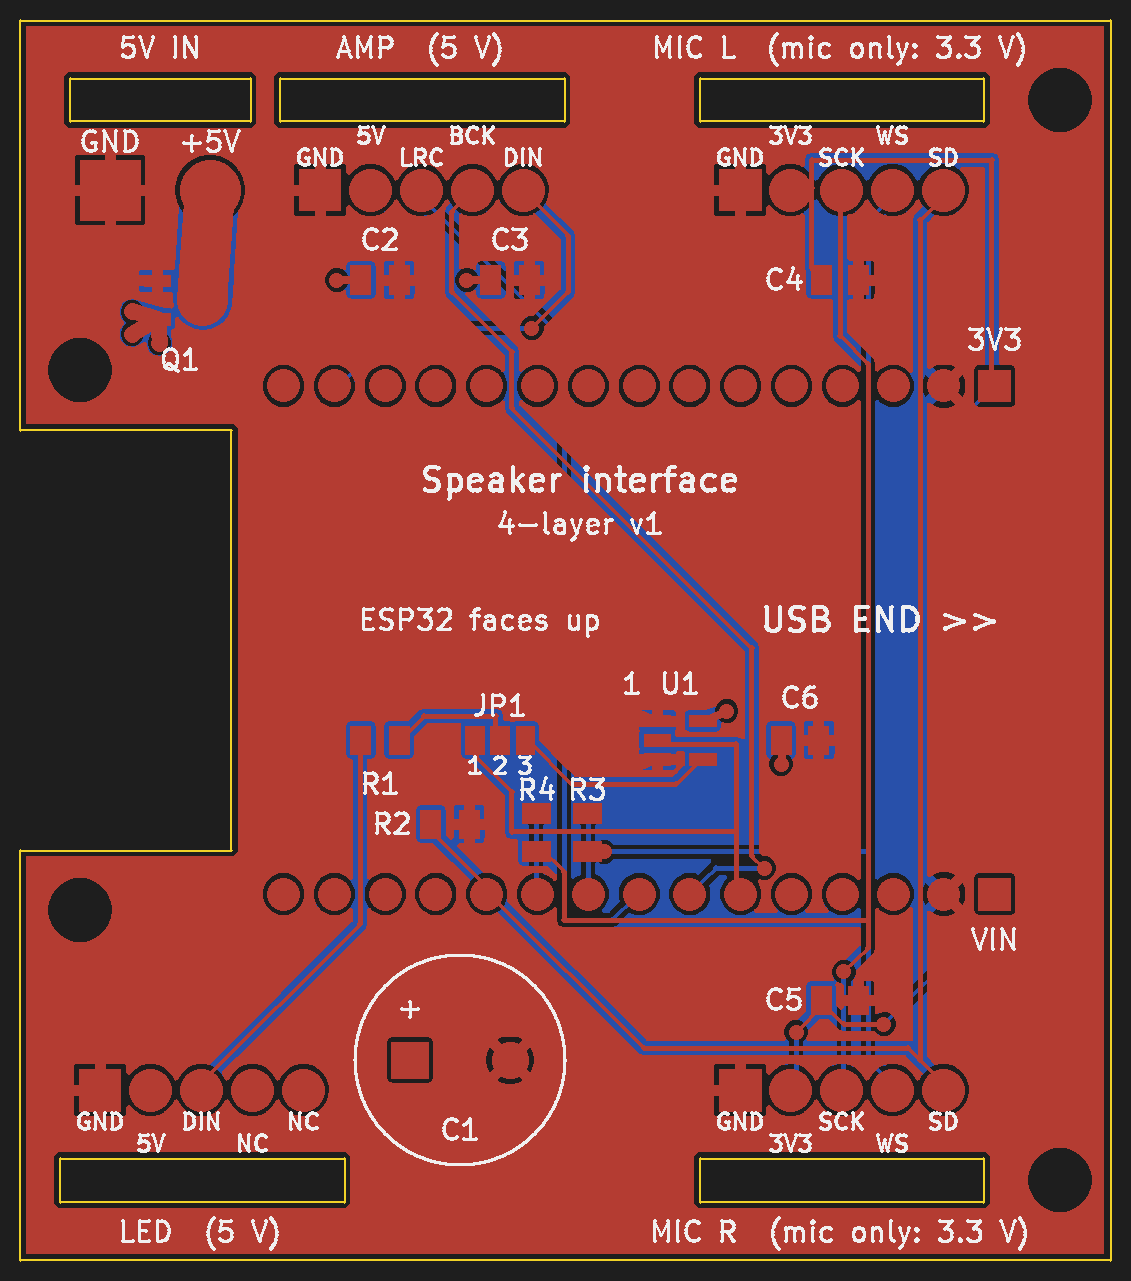 5V IN
AMP (5 V)
MIC L (mic only: 3.3 V)
GND +5V
5V BCK
GND LRC DIN
3V3 WS
GND SCK SD
C2
C3
C4
Q1
3V3
Speaker interface
4-layer v1
ESP32 faces up
USB END >>
1 U1
JP1
C6
1 2 3
R1
R4 R3
R2
VIN
C5
+
C1
GND DIN NC
5V NC
GND SCK SD
3V3 WS
LED (5 V)
MIC R (mic only: 3.3 V)